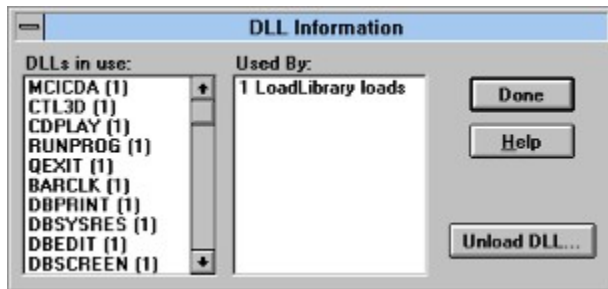 DLL Information
DLLs in use:
MCICDA (1)
CTL3D (1)
CDPLAY (1)
RUNPROG (1)
QEXIT (1)
BARCLK (1)
DBPRINT (1)
DBSYSRES (1)
DBEDIT (1)
DBSCREEN (1)
Used By:
1 LoadLibrary loads
Done
Help
Unload DLL...